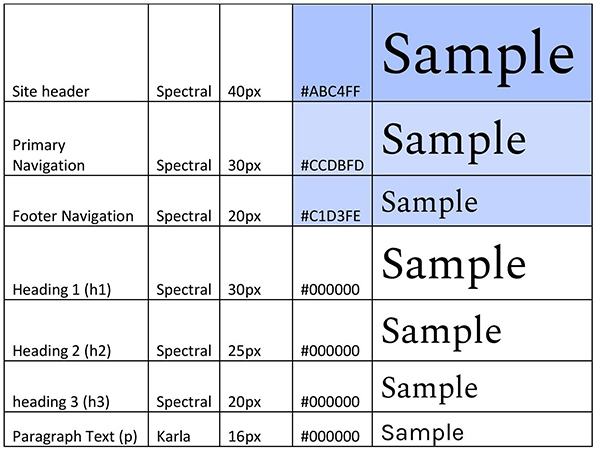 Site header Spectral 40px #ABC4FF Sample
Primary
Navigation Spectral 30px #CCDBFD Sample
Footer Navigation Spectral 20px #C1D3FE Sample
Heading 1 (h1) Spectral 30px #000000 Sample
Heading 2 (h2) Spectral 25px #000000 Sample
heading 3 (h3) Spectral 20px #000000 Sample
Paragraph Text (p) Karla 16px #000000 Sample